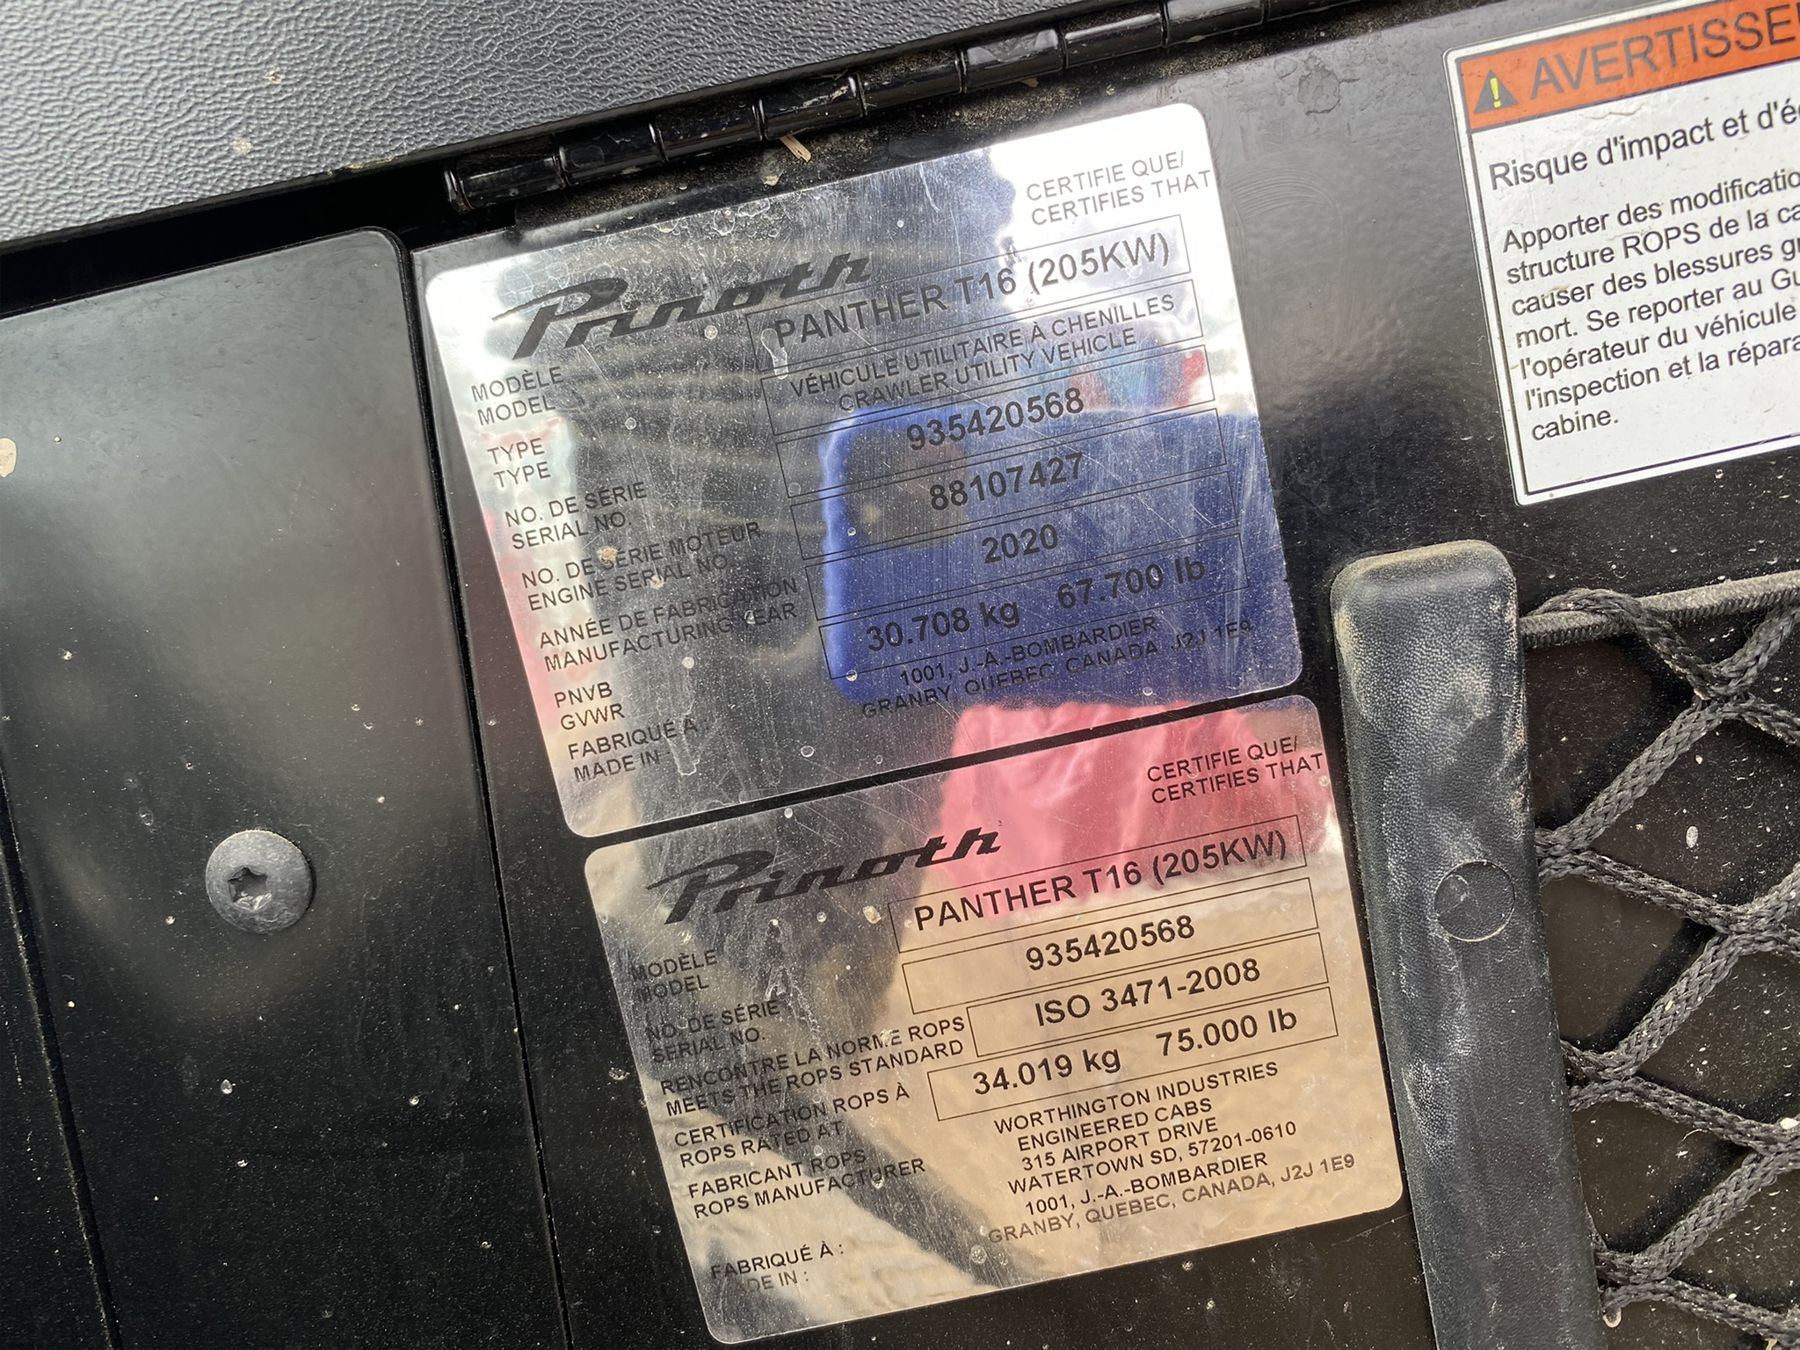 Prinoth
CERTIFIE QUE/
CERTIFIES THAT
MODÈLE
MODEL
PANTHER T16 (205KW)
TYPE
TYPE
VÉHICULE UTILITAIRE À CHENILLES
CRAWLER UTILITY VEHICLE
NO. DE SÉRIE
SERIAL NO.
935420568
NO. DE SÉRIE MOTEUR
ENGINE SERIAL NO.
88107427
ANNÉE DE FABRICATION
MANUFACTURING YEAR
2020
PNVB
GVWR
30.708 kg 67.700 lb
FABRIQUÉ À :
MADE IN :
1001, J.-A.-BOMBARDIER
GRANBY, QUEBEC, CANADA, J2J 1E9
Prinoth
CERTIFIE QUE/
CERTIFIES THAT
MODÈLE
MODEL
PANTHER T16 (205KW)
NO. DE SÉRIE
SERIAL NO.
935420568
RENCONTRE LA NORME ROPS
MEETS THE ROPS STANDARD
ISO 3471-2008
CERTIFICATION ROPS À
ROPS RATED AT
34.019 kg 75.000 lb
FABRICANT ROPS
ROPS MANUFACTURER
WORTHINGTON INDUSTRIES
ENGINEERED CABS
315 AIRPORT DRIVE
WATERTOWN SD, 57201-0610
FABRIQUÉ À :
MADE IN :
1001, J.-A.-BOMBARDIER
GRANBY, QUEBEC, CANADA, J2J 1E9
AVERTISSE
Risque d'impact et d'é
Apporter des modificatio
structure ROPS de la ca
causer des blessures g
mort. Se reporter au Gu
l'opérateur du véhicule
l'inspection et la répara
cabine.